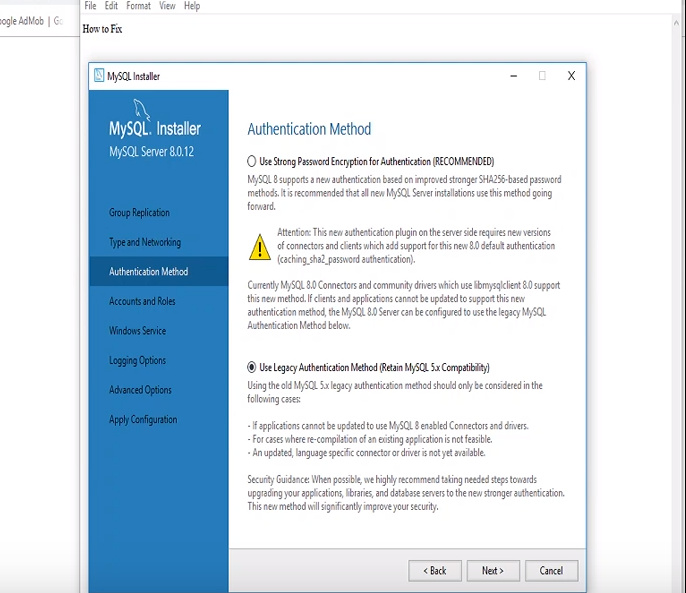 oogle AdMob | G
File Edit Format View Help
How to Fix
MySQL Installer
MySQL. Installer
MySQL Server 8.0.12
Group Replication
Type and Networking
Authentication Method
Accounts and Roles
Windows Service
Logging Options
Advanced Options
Apply Configuration
Authentication Method
Use Strong Password Encryption for Authentication (RECOMMENDED)
MySQL 8 supports a new authentication based on improved stronger SHA256-based password
methods. It is recommended that all new MySQL Server installations use this method going
forward.
Attention: This new authentication plugin on the server side requires new versions
of connectors and clients which add support for this new 8.0 default authentication
(caching_sha2_password authentication).
Currently MySQL 8.0 Connectors and community drivers which use libmysqlclient 8.0 support
this new method. If clients and applications cannot be updated to support this new
authentication method, the MySQL 8.0 Server can be configured to use the legacy MySQL
Authentication Method below.
Use Legacy Authentication Method (Retain MySQL 5.x Compatibility)
Using the old MySQL 5.x legacy authentication method should only be considered in the
following cases:
- If applications cannot be updated to use MySQL 8 enabled Connectors and drivers.
- For cases where re-compilation of an existing application is not feasible.
- An updated, language specific connector or driver is not yet available.
Security Guidance: When possible, we highly recommend taking needed steps towards
upgrading your applications, libraries, and database servers to the new stronger authentication.
This new method will significantly improve your security.
< Back Next > Cancel